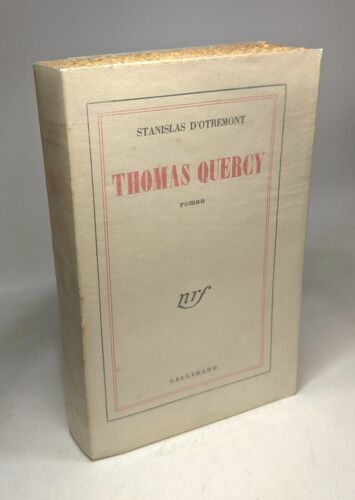 STANISLAS D'OTREMONT
THOMAS QUERCY
roman
nrf
GALLIMARD